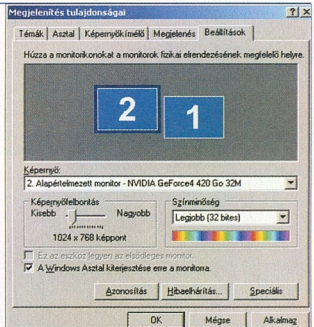 Megjelenítés tulajdonságai
Témák Asztal Képernyőkímélő Megjelenés Beállítások
Húzza a monitorikonokat a monitorok fizikai elrendezésének megfelelő helyre.
2 1
Képernyő:
2. Alapértelmezett monitor - NVIDIA GeForce4 420 Go 32M
Képernyőfelbontás
Kisebb Nagyobb
1024 x 768 képpont
Színminőség
Legjobb (32 bites)
Ez az eszköz legyen az elsődleges monitor.
A Windows Asztal kiterjesztése erre a monitorra.
Azonosítás Hibaelhárítás... Speciális
OK Mégse Alkalmaz